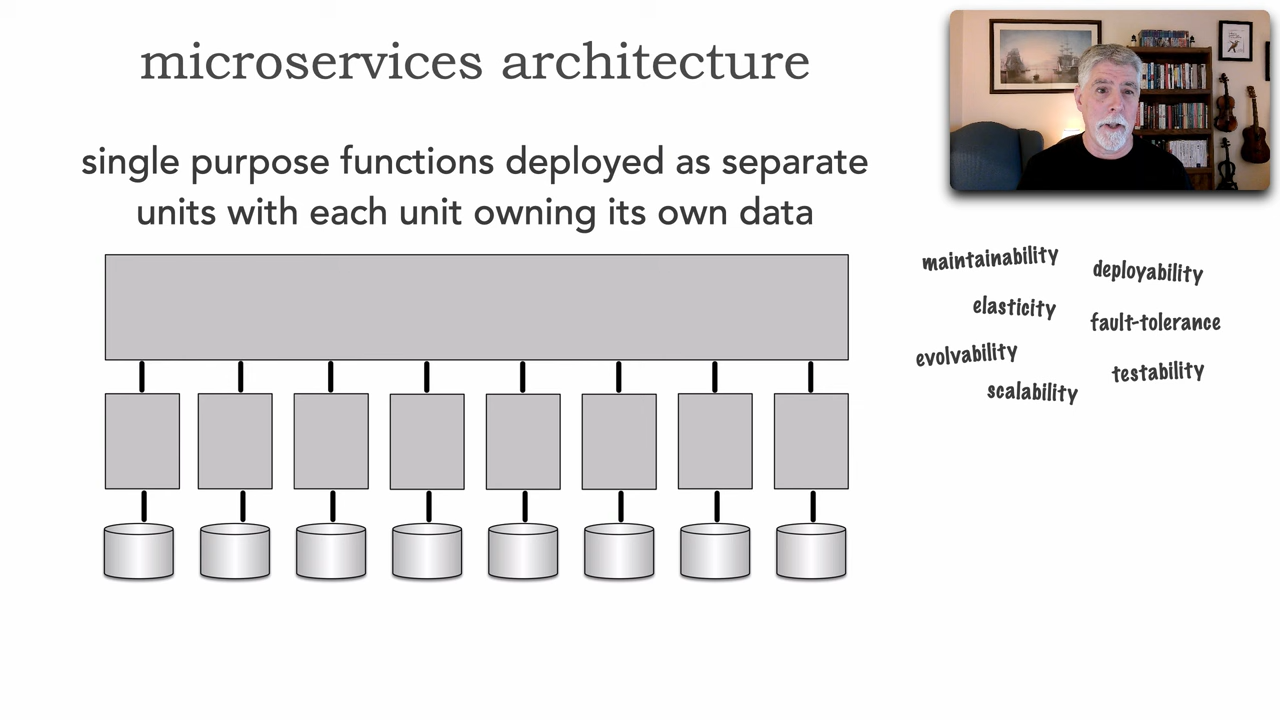 microservices architecture
single purpose functions deployed as separate
units with each unit owning its own data
maintainability
deployability
elasticity
fault-tolerance
evolvability
testability
scalability